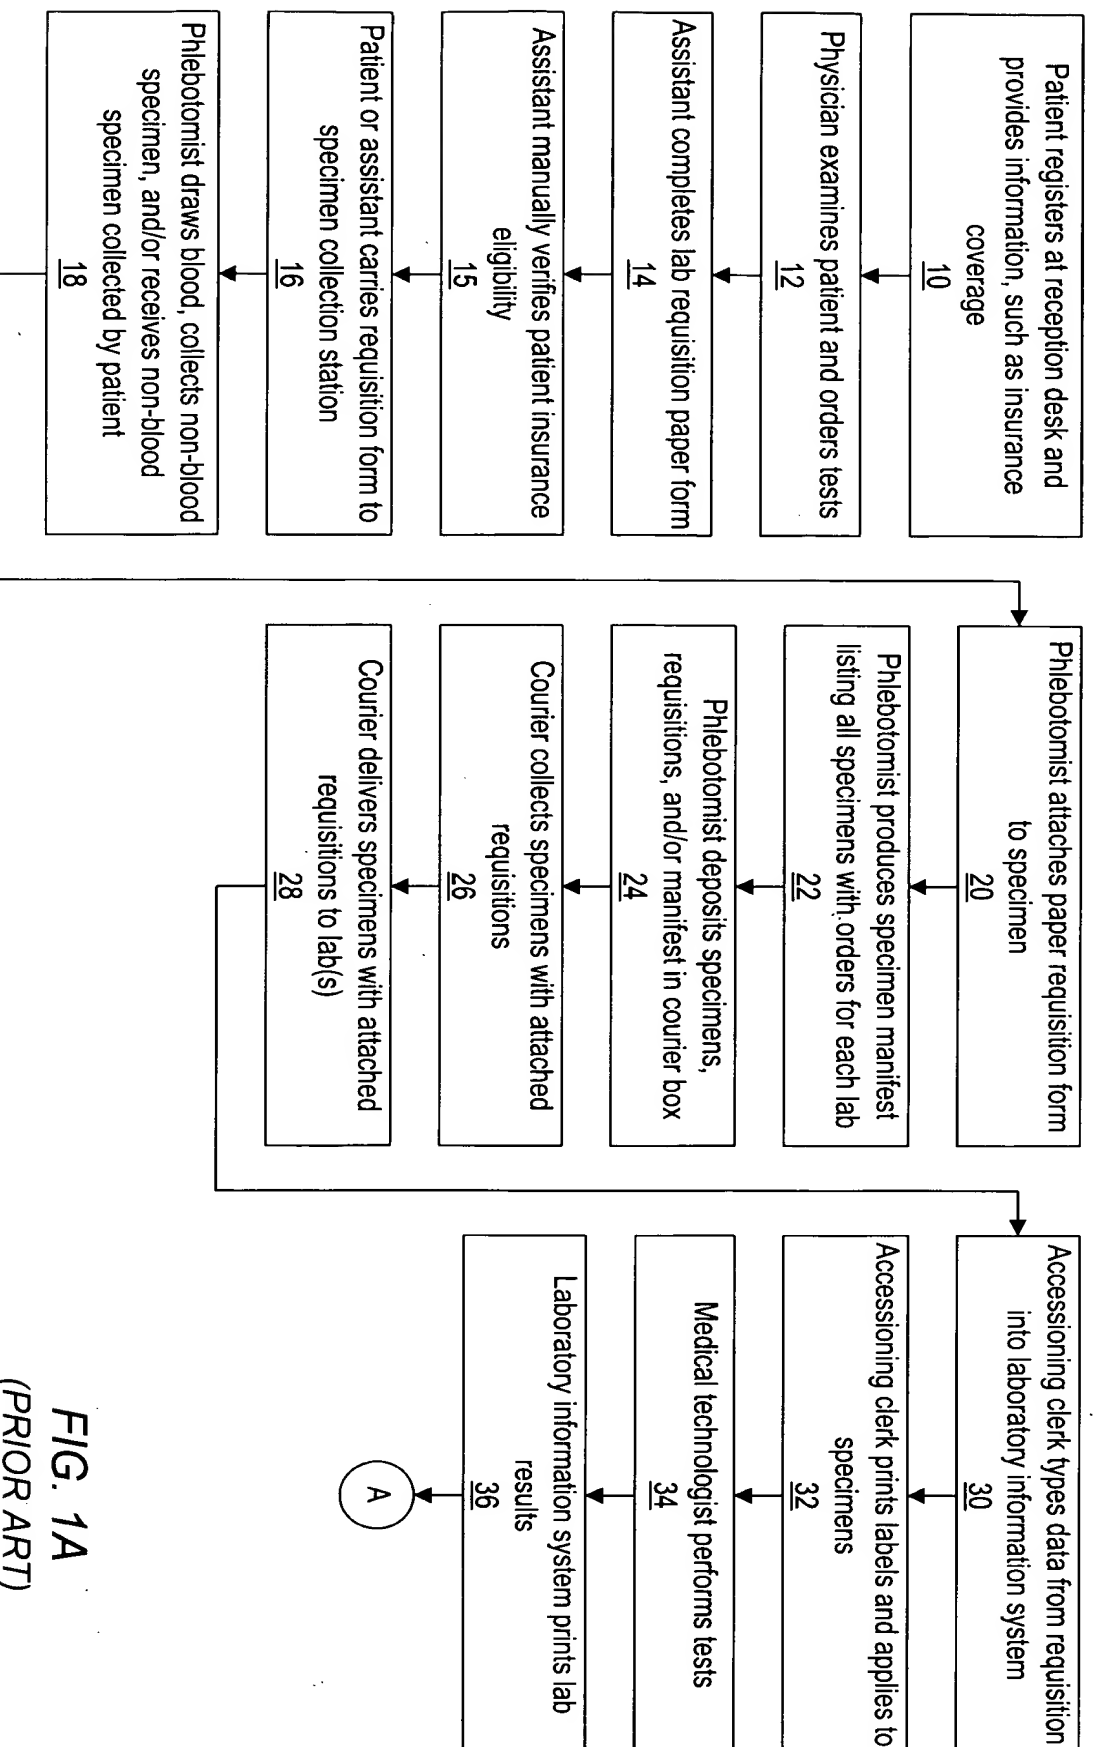 Patient registers at reception desk and
provides information, such as insurance
coverage
10
Physician examines patient and orders tests
12
Assistant completes lab requisition paper form
14
Assistant manually verifies patient insurance
eligibility
15
Patient or assistant carries requisition form to
specimen collection station
16
Phlebotomist draws blood, collects non-blood
specimen, and/or receives non-blood
specimen collected by patient
18
Phlebotomist attaches paper requisition form
to specimen
20
Phlebotomist produces specimen manifest
listing all specimens with orders for each lab
22
Phlebotomist deposits specimens,
requisitions, and/or manifest in courier box
24
Courier collects specimens with attached
requisitions
26
Courier delivers specimens with attached
requisitions to lab(s)
28
Accessioning clerk types data from requisition
into laboratory information system
30
Accessioning clerk prints labels and applies to
specimens
32
Medical technologist performs tests
34
Laboratory information system prints lab
results
36
A
FIG. 1A
(PRIOR ART)